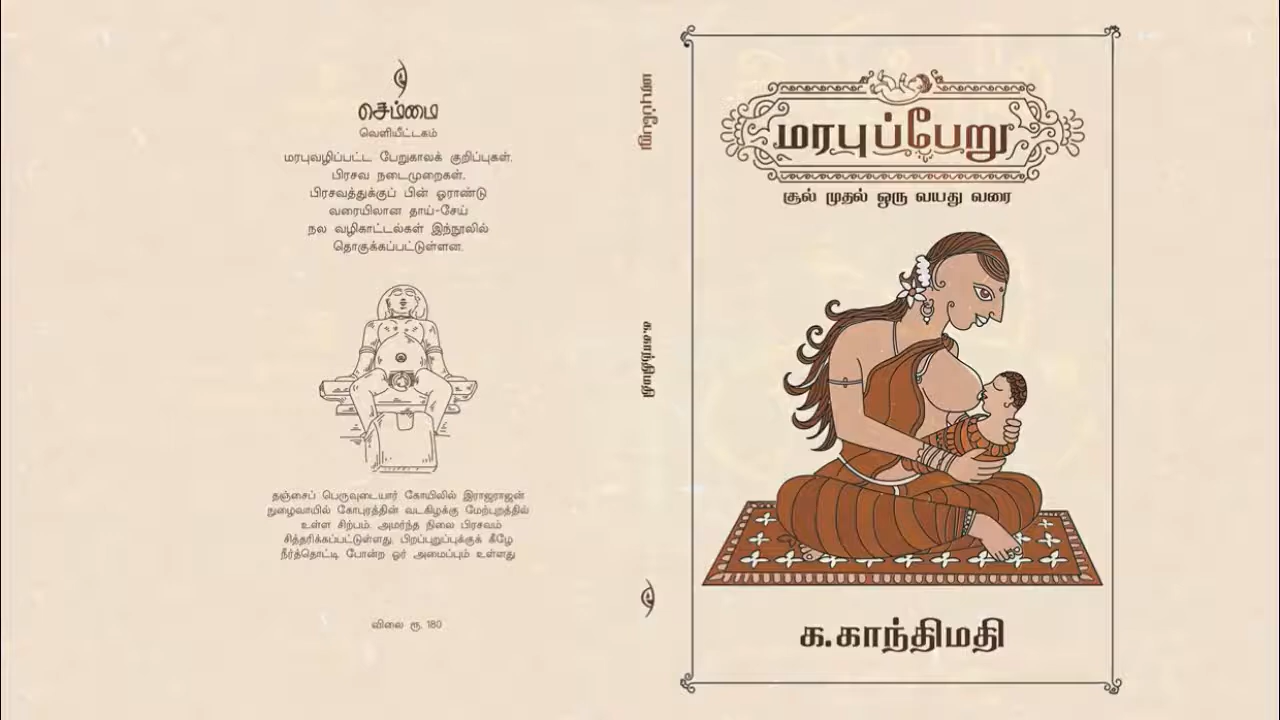 செம்மை
வெளியீட்டகம்
மரபுவழிப்பட்ட பேறுகாலக் குறிப்புகள்,
பிரசவ நடைமுறைகள்,
பிரசவத்துக்குப் பின் ஓராண்டு
வரையிலான தாய்-சேய்
நல வழிகாட்டல்கள் இந்நூலில்
தொகுக்கப்பட்டுள்ளன.
தஞ்சைப் பெருவுடையார் கோயிலில் இராஜராஜன்
நுழைவாயில் கோபுரத்தின் வடகிழக்கு மேற்புறத்தில்
உள்ள சிற்பம். அமர்ந்த நிலை பிரசவம்
சித்தரிக்கப்பட்டுள்ளது. பிறப்புறுப்புக்குக் கீழே
நீர்த்தொட்டி போன்ற ஓர் அமைப்பும் உள்ளது
விலை ரூ. 180
மரபுப்பேறு
க.காந்திமதி
மரபுப்பேறு
சூல் முதல் ஒரு வயது வரை
க.காந்திமதி